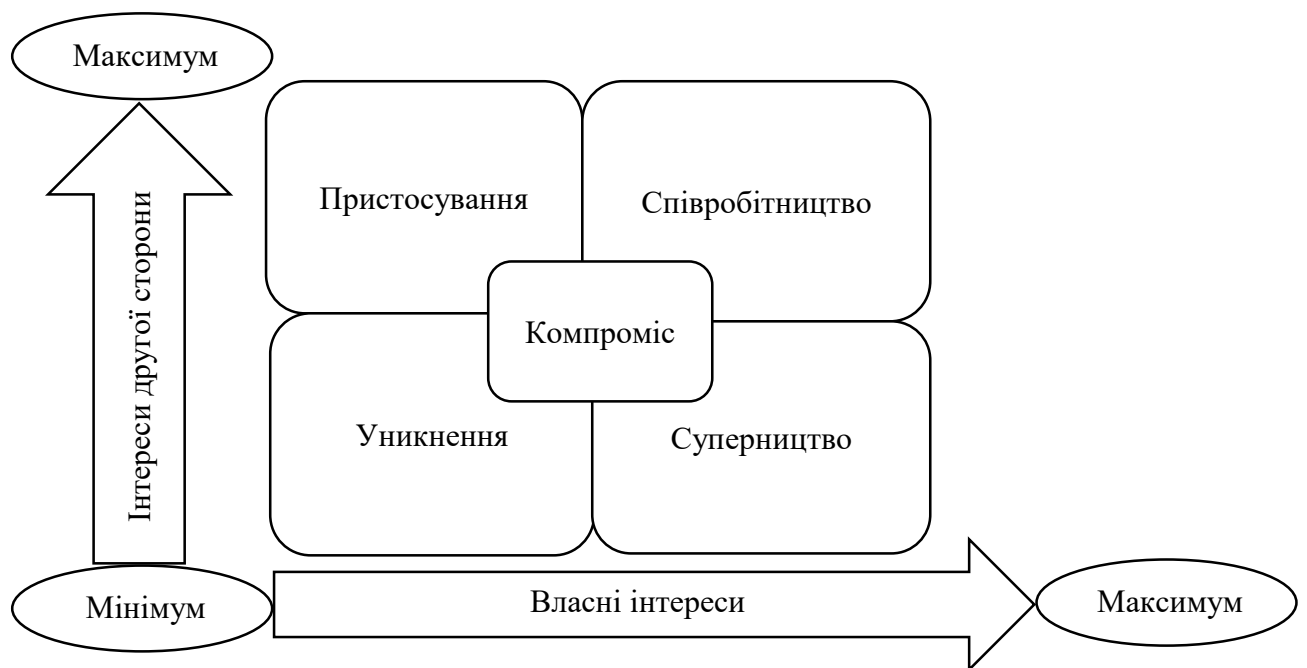 Максимум
Пристосування
Співробітництво
Інтереси другої сторони
Компроміс
Уникнення
Суперництво
Мінімум
Власні інтереси
Максимум